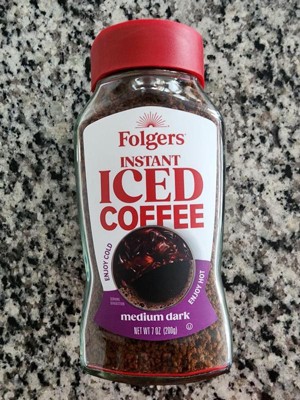 Folgers
INSTANT
ICED
COFFEE
ENJOY COLD
ENJOY HOT
medium dark
NET WT 7 OZ (200g)